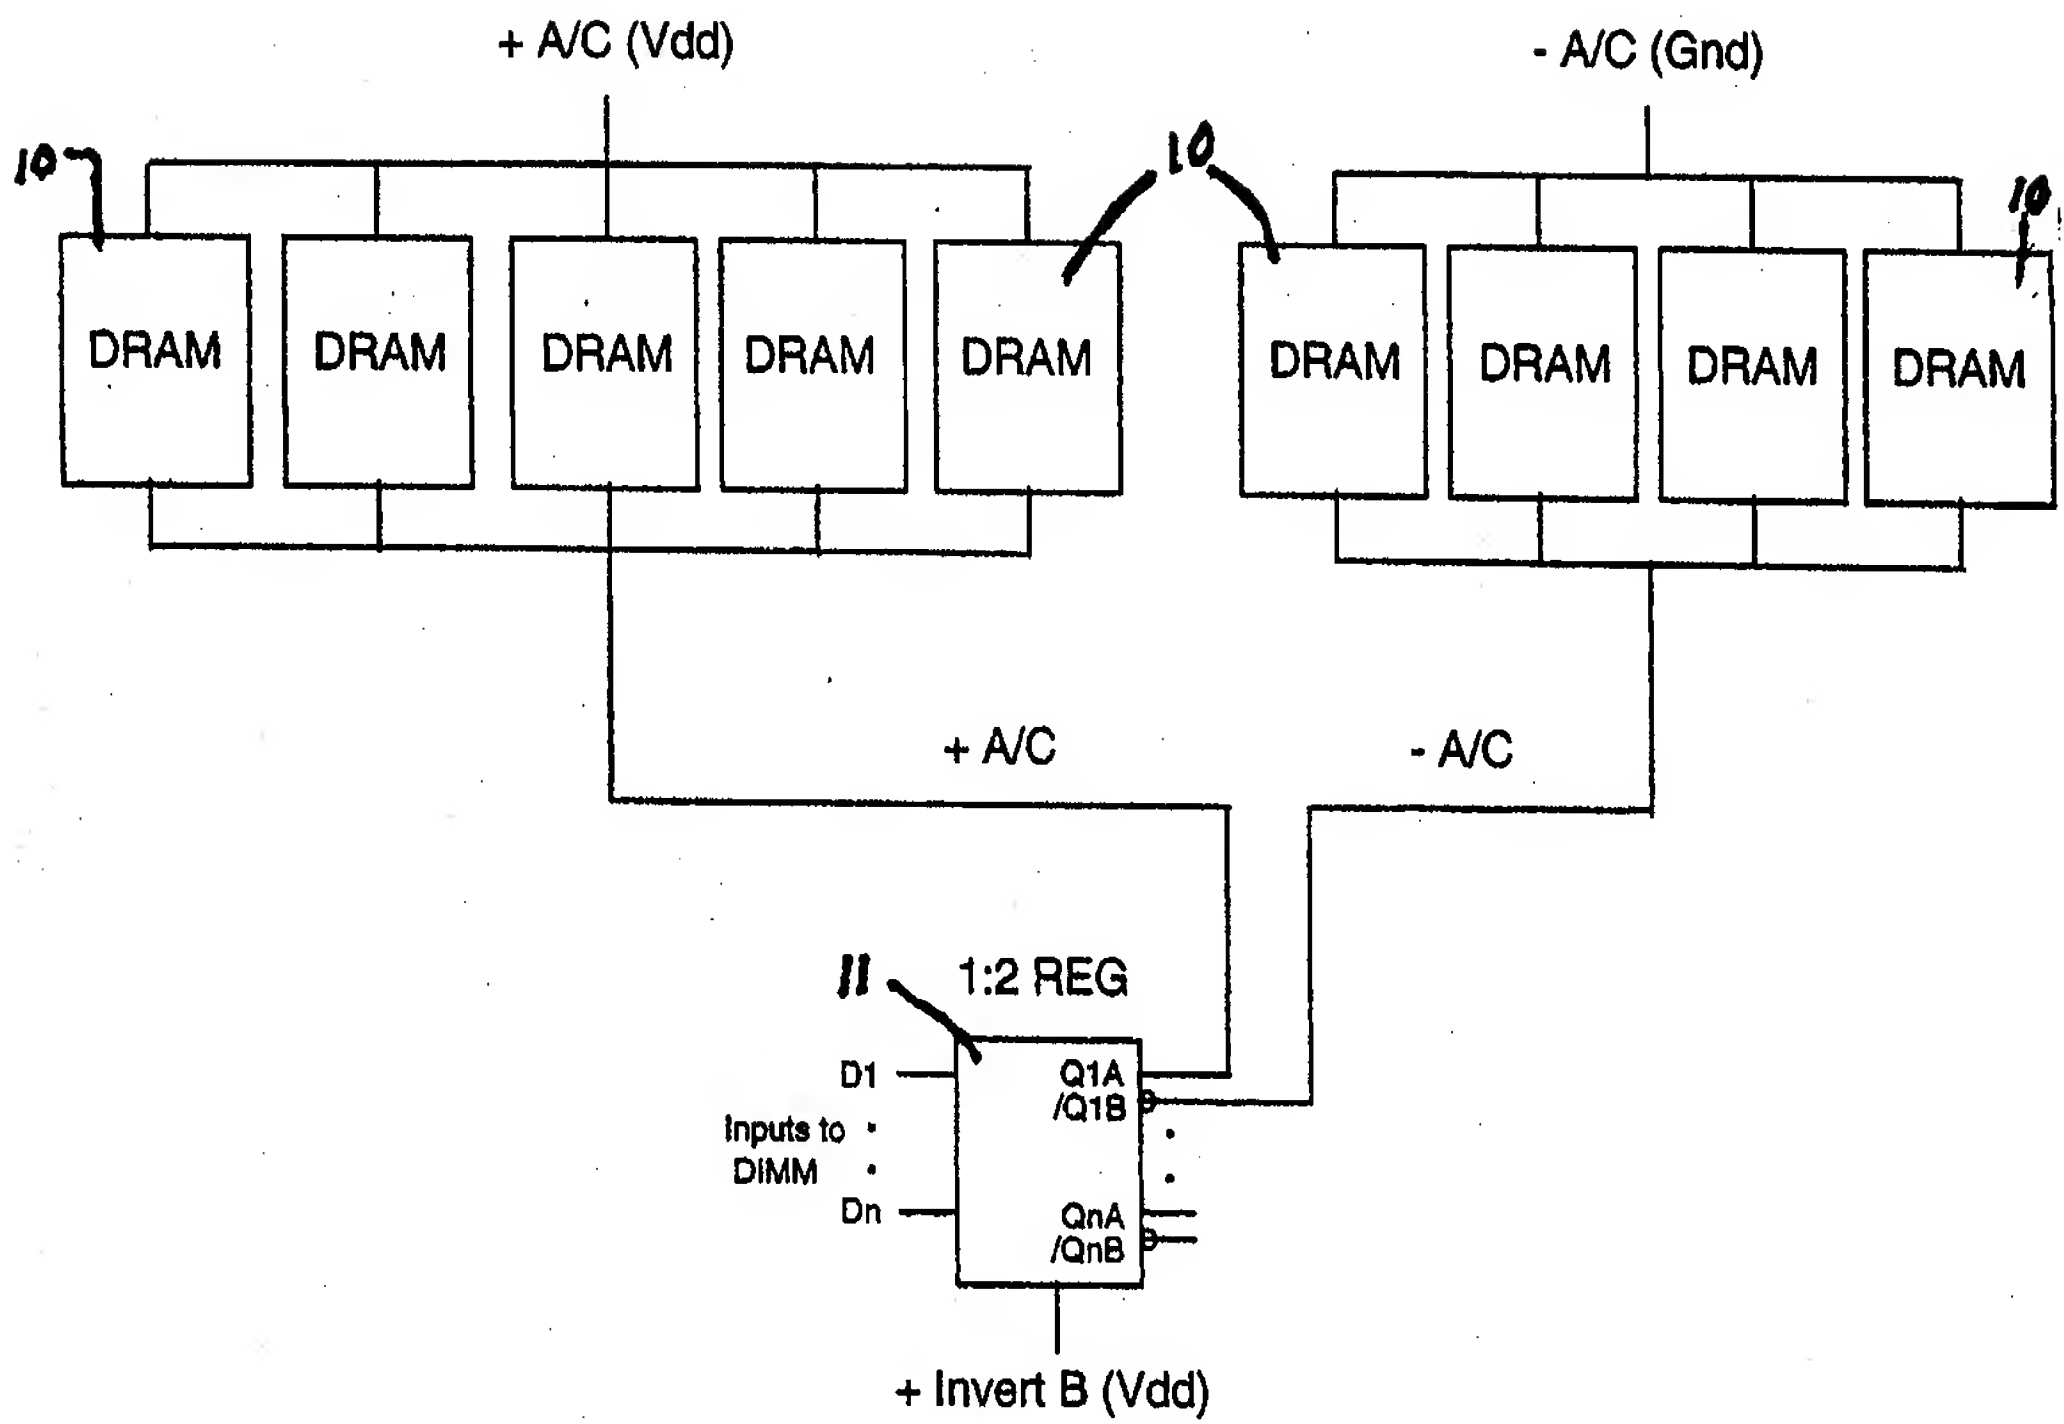 + A/C (Vdd)
- A/C (Gnd)
10
10
10
DRAM DRAM DRAM DRAM DRAM DRAM DRAM DRAM DRAM
+ A/C
- A/C
11
1:2 REG
D1
Q1A
/Q1B
Inputs to
DIMM
Dn
QnA
/QnB
+ Invert B (Vdd)